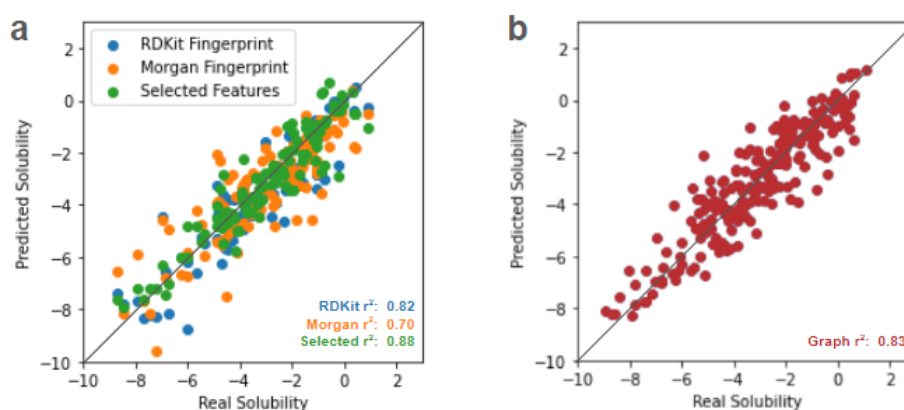 a
RDKit Fingerprint
Morgan Fingerprint
Selected Features
2
0
−2
−4
−6
−8
−10
Predicted Solubility
RDKit r²: 0.82
Morgan r²: 0.70
Selected r²: 0.88
−10 −8 −6 −4 −2 0 2
Real Solubility
b
2
0
−2
−4
−6
−8
−10
Predicted Solubility
Graph r²: 0.83
−10 −8 −6 −4 −2 0 2
Real Solubility